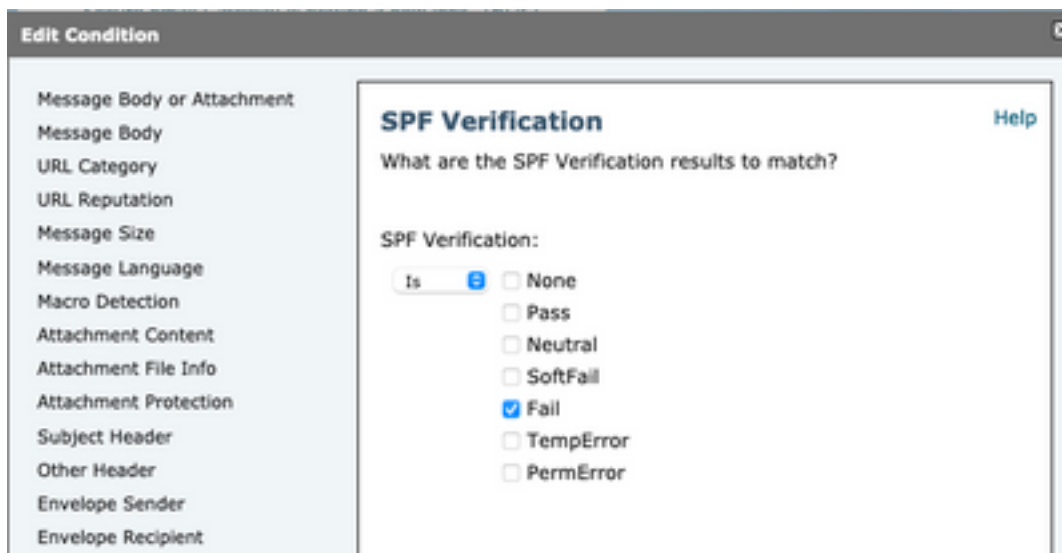 Edit Condition
Message Body or Attachment
Message Body
URL Category
URL Reputation
Message Size
Message Language
Macro Detection
Attachment Content
Attachment File Info
Attachment Protection
Subject Header
Other Header
Envelope Sender
Envelope Recipient
SPF Verification
Help
What are the SPF Verification results to match?
SPF Verification:
Is
None
Pass
Neutral
SoftFail
Fail
TempError
PermError